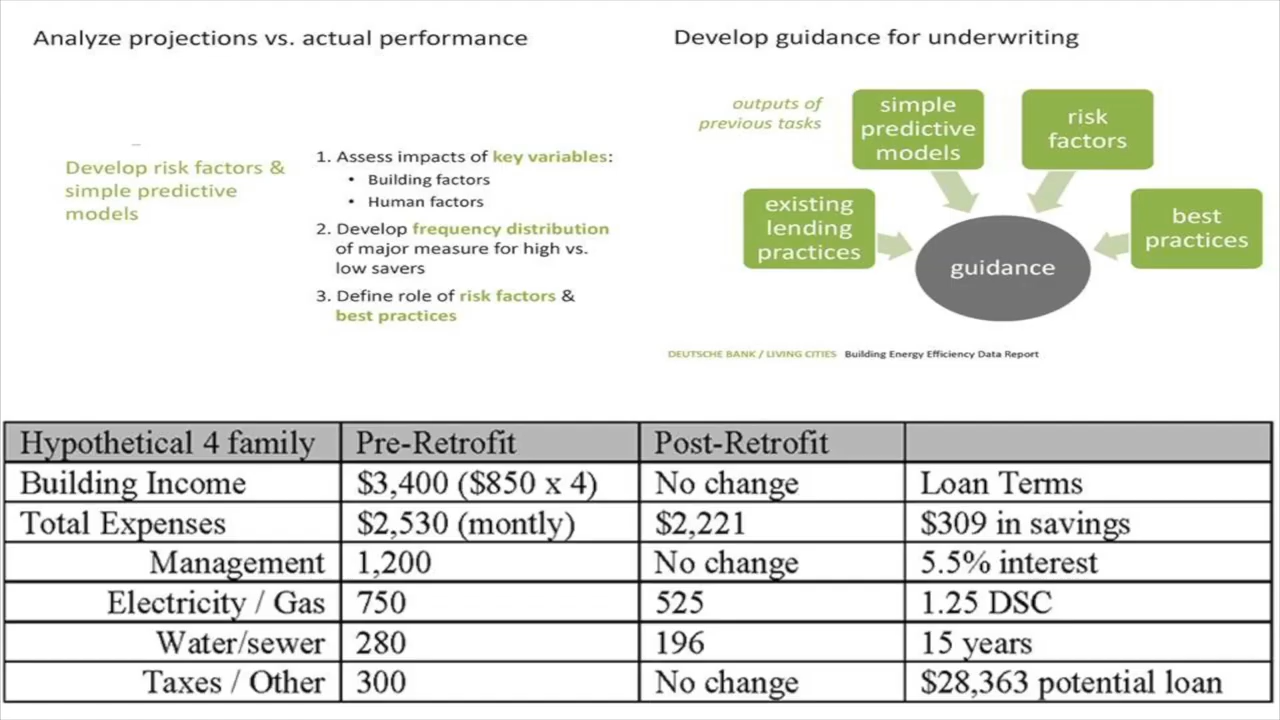 Analyze projections vs. actual performance
Develop risk factors &
simple predictive
models
1. Assess impacts of key variables:
• Building factors
• Human factors
2. Develop frequency distribution
of major measure for high vs.
low savers
3. Define role of risk factors &
best practices
Develop guidance for underwriting
outputs of
previous tasks
simple
predictive
models
risk
factors
existing
lending
practices
best
practices
guidance
DEUTSCHE BANK / LIVING CITIES Building Energy Efficiency Data Report
Hypothetical 4 family Pre-Retrofit Post-Retrofit
Building Income $3,400 ($850 x 4) No change Loan Terms
Total Expenses $2,530 (montly) $2,221 $309 in savings
Management 1,200 No change 5.5% interest
Electricity / Gas 750 525 1.25 DSC
Water/sewer 280 196 15 years
Taxes / Other 300 No change $28,363 potential loan